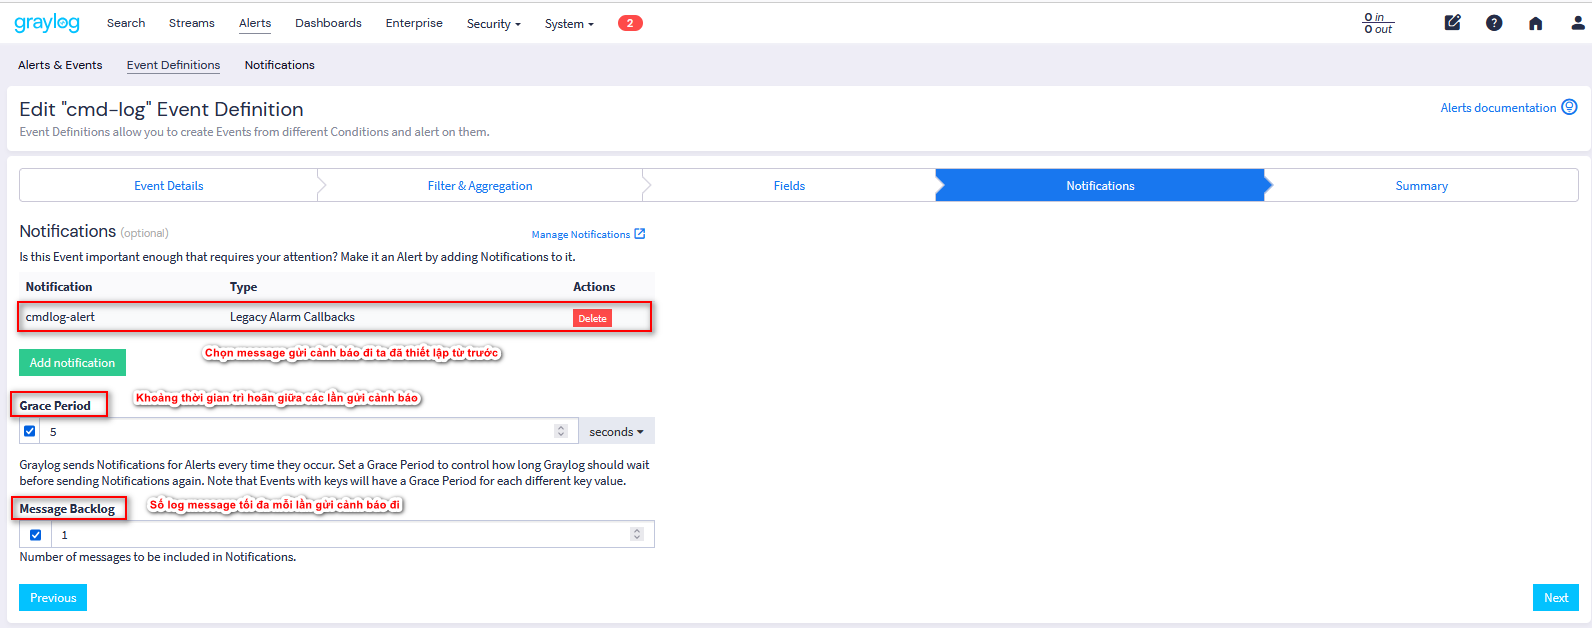 graylog Search Streams Alerts Dashboards Enterprise Security System 2 0 in
0 out
Alerts & Events Event Definitions Notifications
Edit "cmd-log" Event Definition
Alerts documentation
Event Definitions allow you to create Events from different Conditions and alert on them.
Event Details Filter & Aggregation Fields Notifications Summary
Notifications (optional)
Manage Notifications
Is this Event important enough that requires your attention? Make it an Alert by adding Notifications to it.
Notification Type Actions
cmdlog-alert Legacy Alarm Callbacks Delete
Chọn message gửi cảnh báo đi ta đã thiết lập từ trước
Add notification
Khoảng thời gian trì hoãn giữa các lần gửi cảnh báo
Grace Period
5 seconds
Graylog sends Notifications for Alerts every time they occur. Set a Grace Period to control how long Graylog should wait
before sending Notifications again. Note that Events with keys will have a Grace Period for each different key value.
Số log message tối đa mỗi lần gửi cảnh báo đi
Message Backlog
1
Number of messages to be included in Notifications.
Previous Next